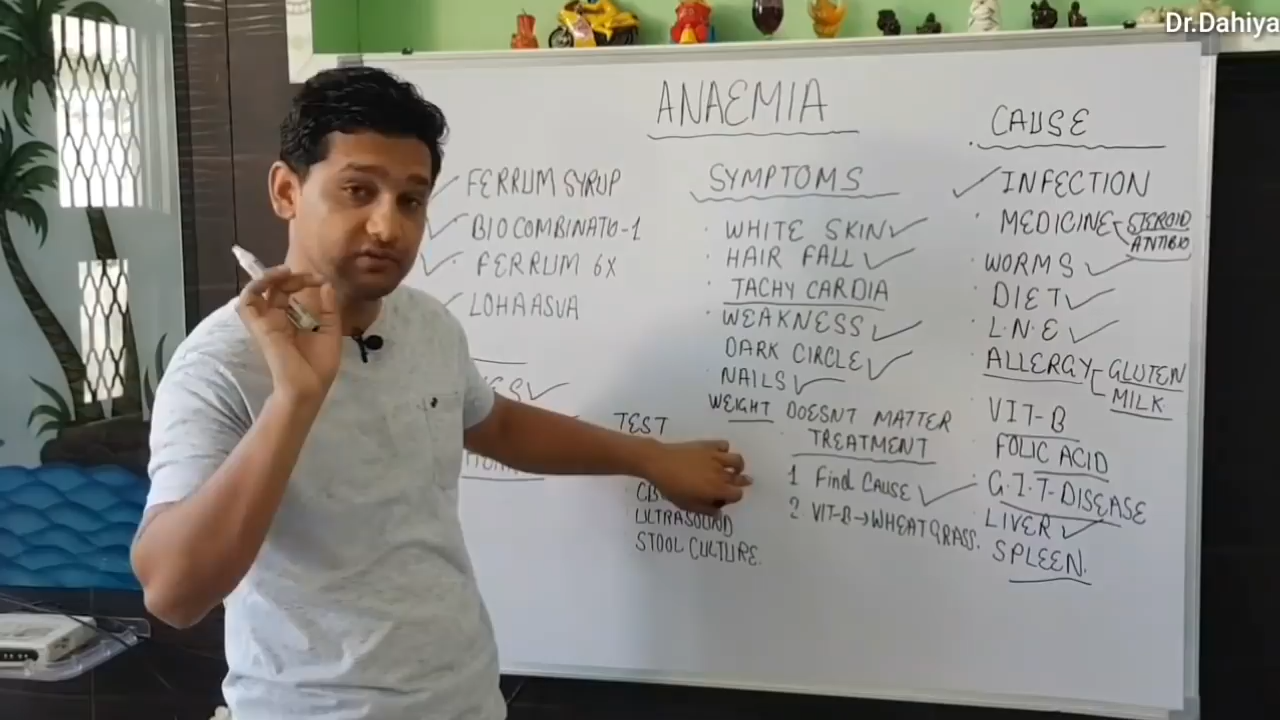 Dr.Dahiya
ANAEMIA
FERRUM SYRUP
BIO COMBINATIO-1
FERRUM 6X
LOHAASVA
TEST
ULTRASOUND
STOOL CULTURE.
SYMPTOMS
WHITE SKIN
HAIR FALL
TACHY CARDIA
WEAKNESS
DARK CIRCLE
NAILS
WEIGHT DOESNT MATTER
TREATMENT
1 Find CAUSE
2 VIT-B→WHEATGRASS.
CAUSE
INFECTION
MEDICINE STEROID
ANTIBIO
WORMS
DIET
L.N.E
ALLERGY GLUTEN
MILK
VIT-B
FOLIC ACID
G.I.T-DISEASE
LIVER
SPLEEN.